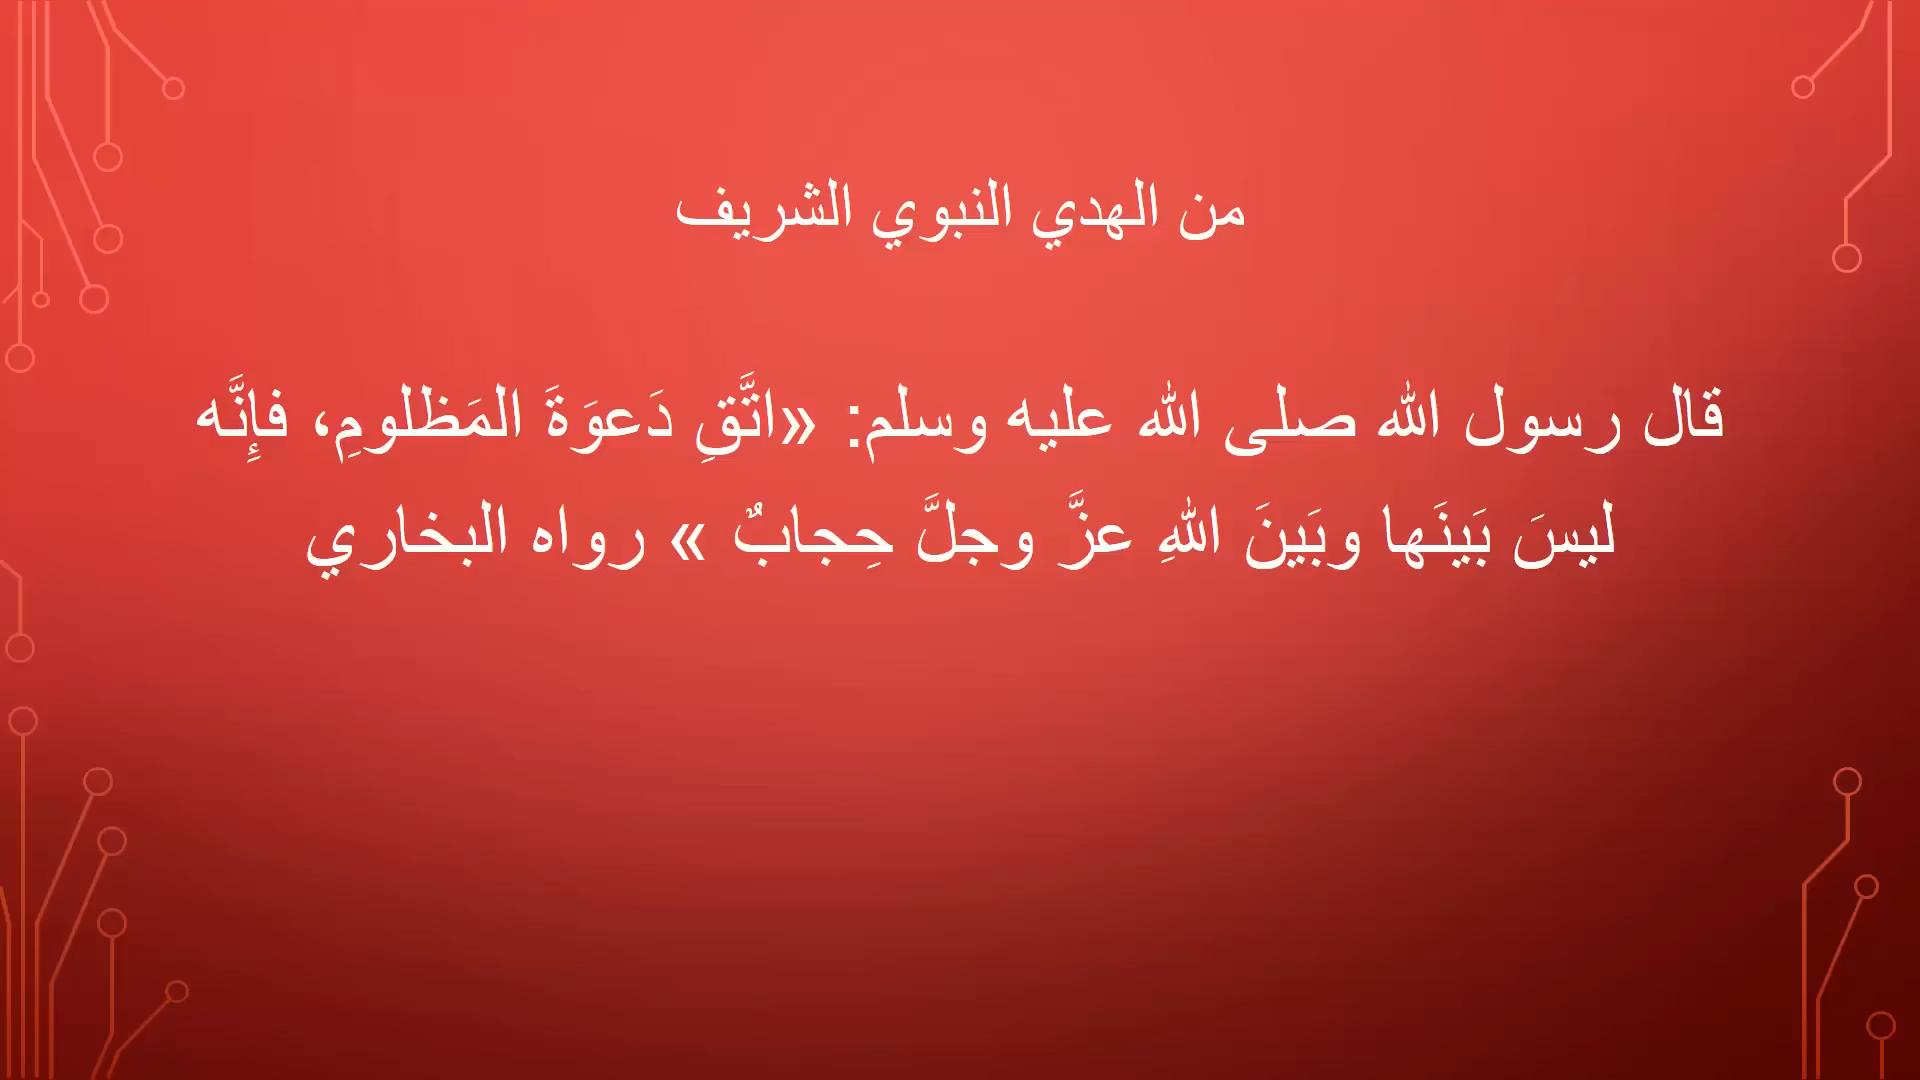 من الهدي النبوي الشريف
قال رسول الله صلى الله عليه وسلم: «اتَّقِ دَعوَةَ المَظلومِ، فإِنَّه
ليسَ بَينَها وبَينَ اللهِ عزَّ وجلَّ حِجابٌ » رواه البخاري